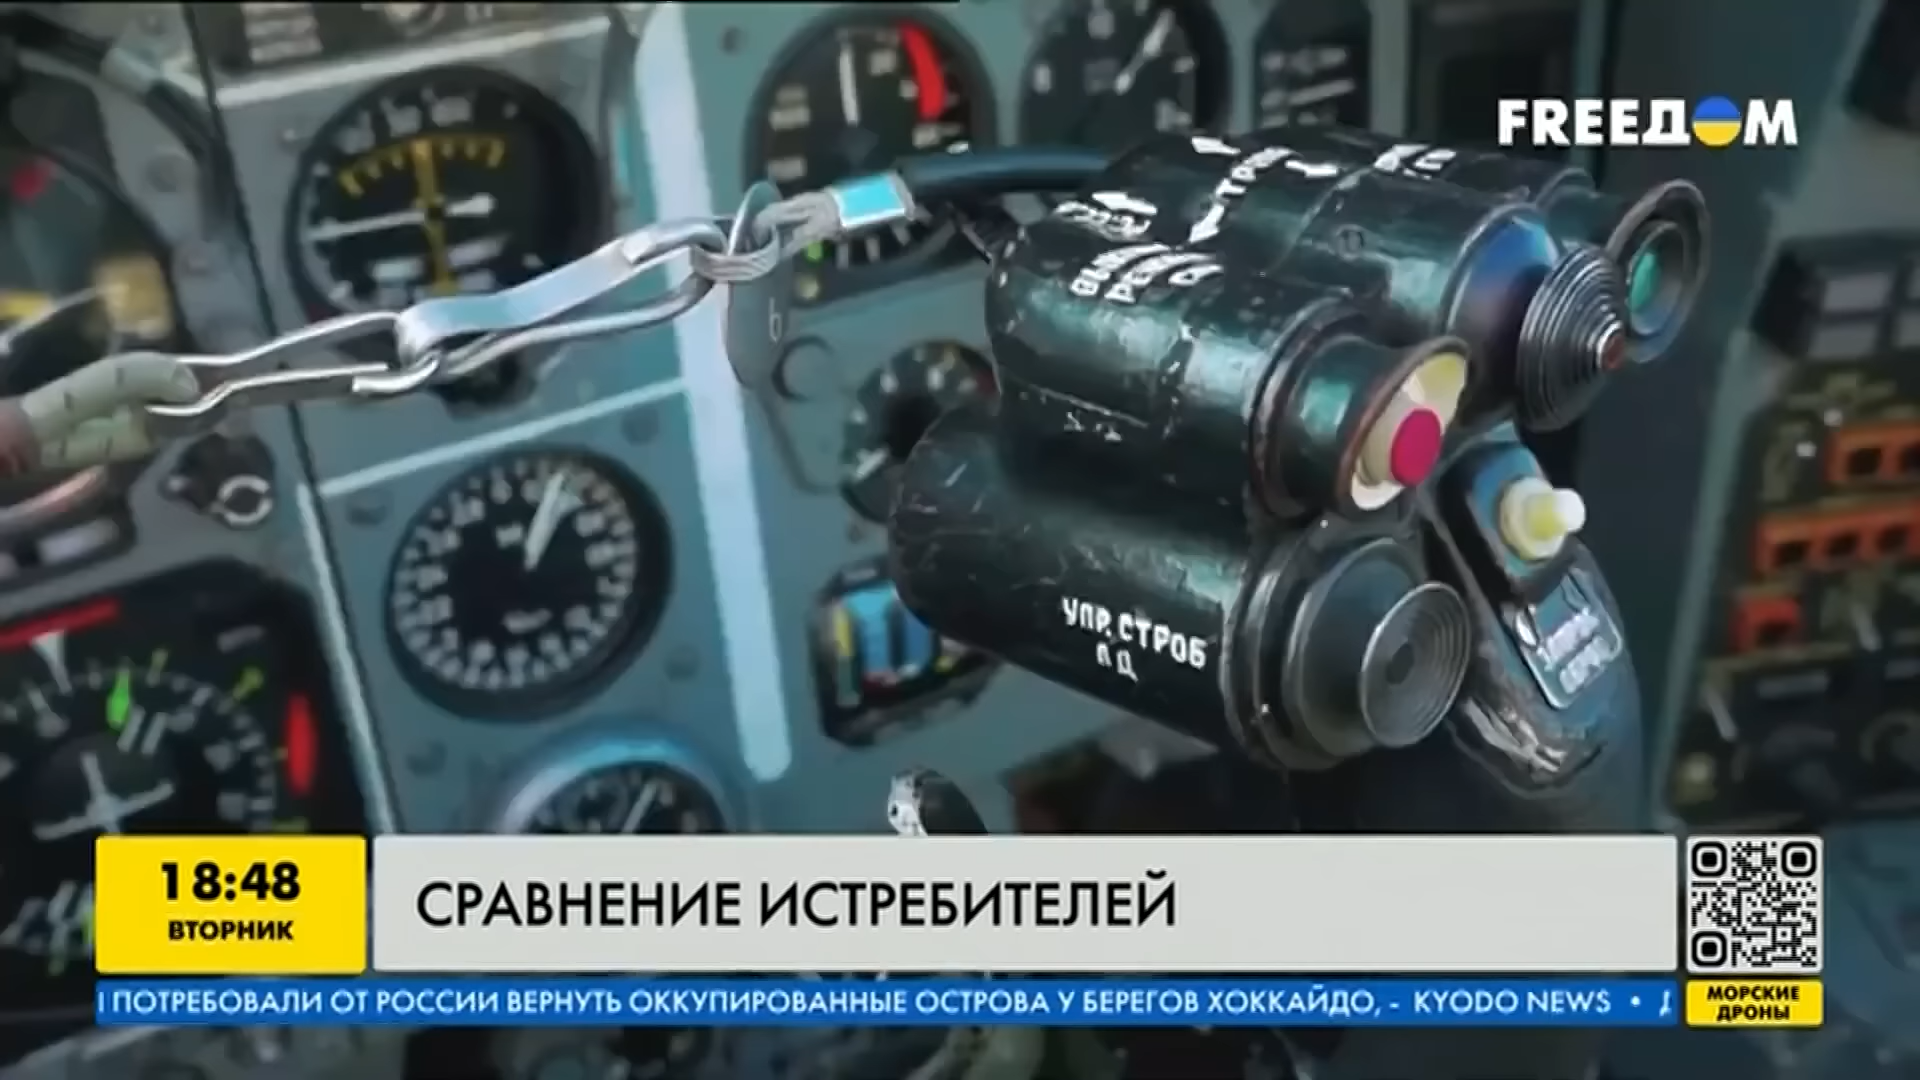 FREEДOM
УПР. СТРОБ
Л Д
18:48
ВТОРНИК
СРАВНЕНИЕ ИСТРЕБИТЕЛЕЙ
ПОТРЕБОВАЛИ ОТ РОССИИ ВЕРНУТЬ ОККУПИРОВАННЫЕ ОСТРОВА У БЕРЕГОВ ХОККАЙДО, - KYODO NEWS •
МОРСКИЕ
ДРОНЫ